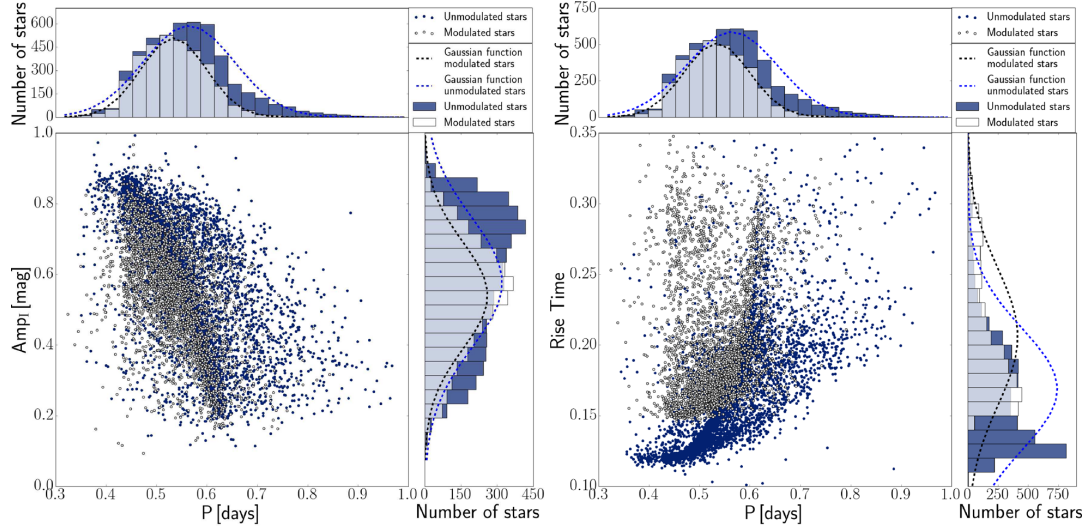 Number of stars
600
450
300
150
0
Unmodulated stars
Modulated stars
Gaussian function
modulated stars
Gaussian function
unmodulated stars
Unmodulated stars
Modulated stars
Amp_I [mag]
1.0
0.8
0.6
0.4
0.2
0.0
0.3 0.4 0.5 0.6 0.7 0.8 0.9 1.0
P [days]
0 150 300 450
Number of stars
Number of stars
750
500
250
0
Unmodulated stars
Modulated stars
Gaussian function
modulated stars
Gaussian function
unmodulated stars
Unmodulated stars
Modulated stars
Rise Time
0.35
0.30
0.25
0.20
0.15
0.10
0.3 0.4 0.5 0.6 0.7 0.8 0.9 1.0
P [days]
0 250 500 750
Number of stars